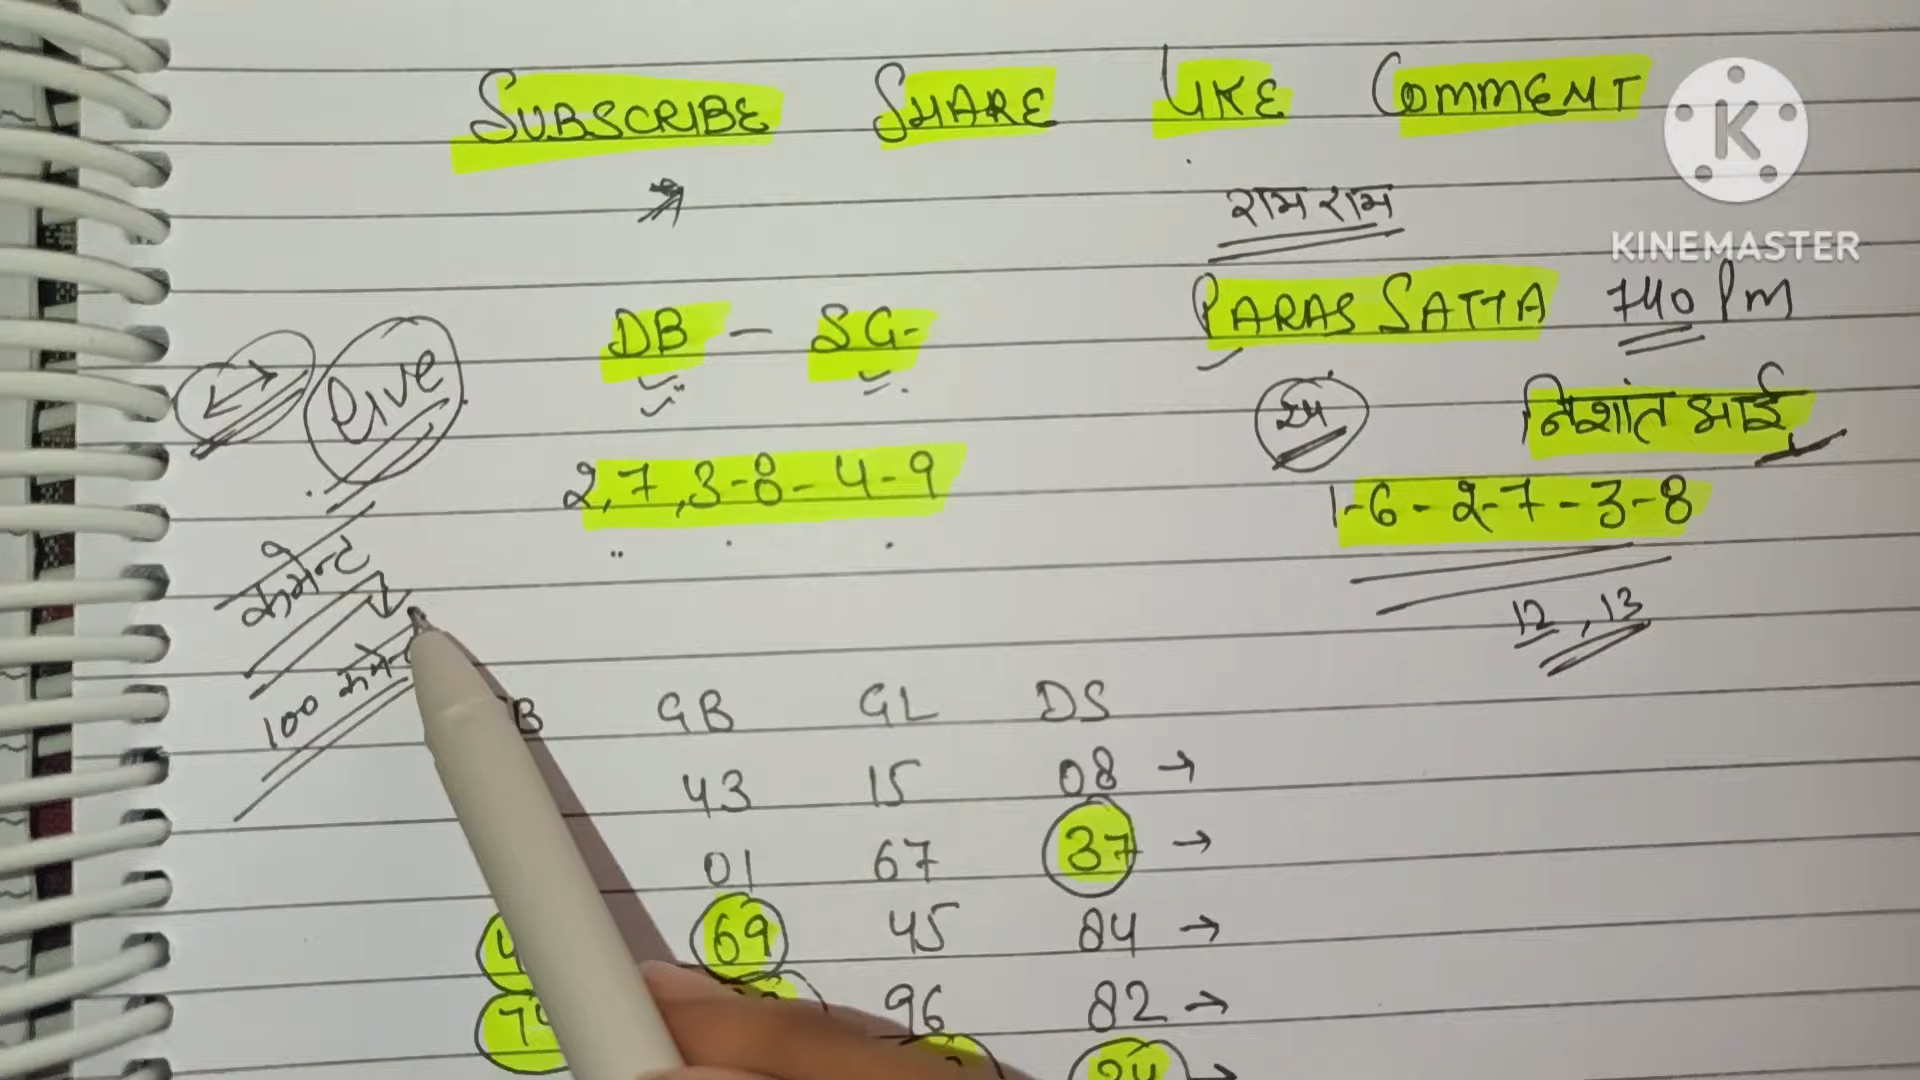 SUBSCRIBE SHARE LIKE COMMENT
KINEMASTER
राम राम
DB - SG
PARAS SATTA 740 PM
live
निशांत भाई
2,7,3-8-4-9
1-6-2-7-3-8
कमेन्ट
12, 13
100
GB GL DS
43 15 08 →
01 67 37 →
69 45 84 →
96 82 →